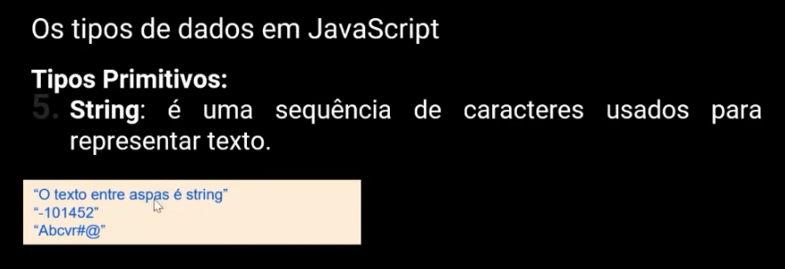 Os tipos de dados em JavaScript
Tipos Primitivos:
5. String: é uma sequência de caracteres usados para
representar texto.
“O texto entre aspas é string”
“-101452”
“Abcvr#@”